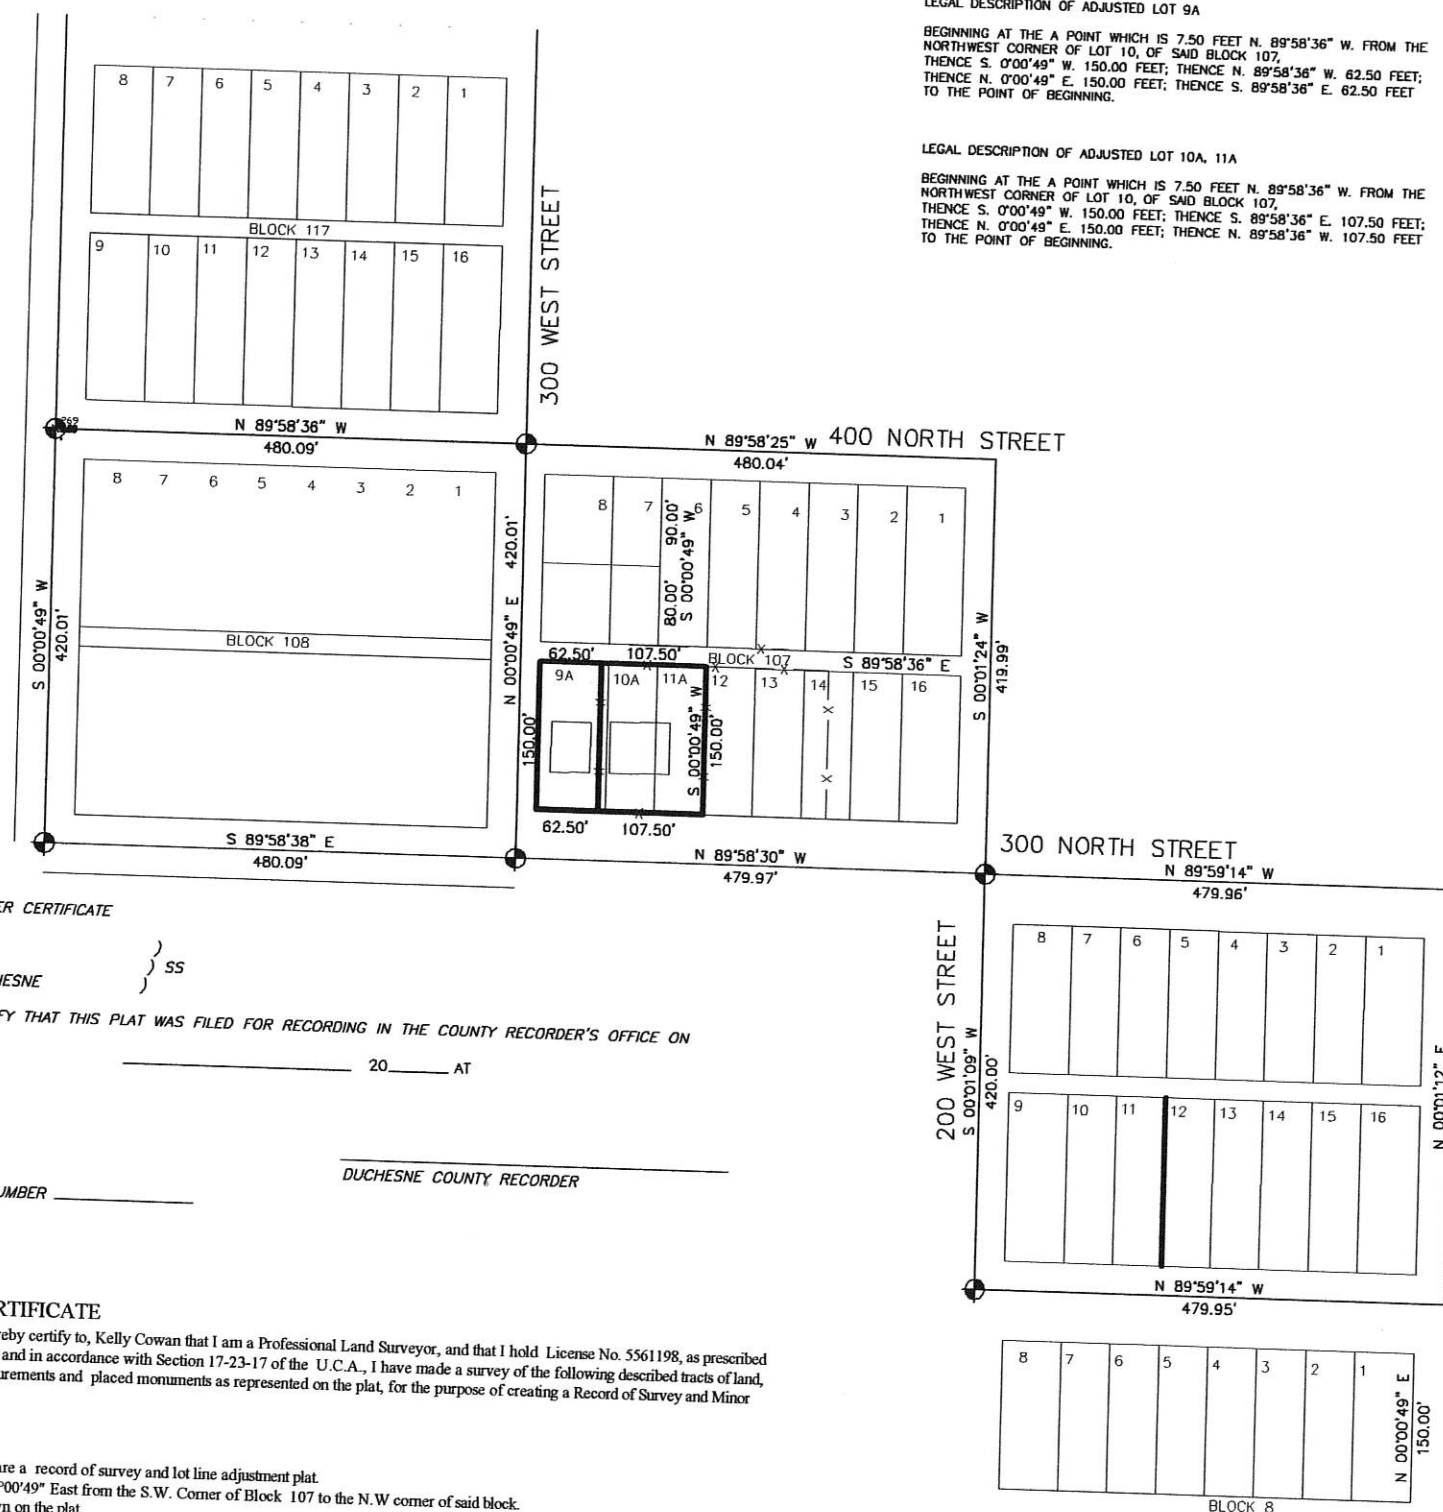 LEGAL DESCRIPTION OF ADJUSTED LOT 9A
BEGINNING AT THE A POINT WHICH IS 7.50 FEET N. 89°58'36" W. FROM THE
NORTHWEST CORNER OF LOT 10, OF SAID BLOCK 107,
THENCE S. 0°00'49" W. 150.00 FEET; THENCE N. 89°58'36" W. 62.50 FEET;
THENCE N. 0°00'49" E. 150.00 FEET; THENCE S. 89°58'36" E. 62.50 FEET
TO THE POINT OF BEGINNING.
LEGAL DESCRIPTION OF ADJUSTED LOT 10A, 11A
BEGINNING AT THE A POINT WHICH IS 7.50 FEET N. 89°58'36" W. FROM THE
NORTHWEST CORNER OF LOT 10, OF SAID BLOCK 107,
THENCE S. 0°00'49" W. 150.00 FEET; THENCE S. 89°58'36" E. 107.50 FEET;
THENCE N. 0°00'49" E. 150.00 FEET; THENCE N. 89°58'36" W. 107.50 FEET
TO THE POINT OF BEGINNING.
8 7 6 5 4 3 2 1
BLOCK 117
9 10 11 12 13 14 15 16
300 WEST STREET
N 89°58'36" W
480.09'
N 89°58'25" W
480.04'
400 NORTH STREET
8 7 6 5 4 3 2 1
BLOCK 108
S 00°00'49" W
420.01'
N 00°00'49" E 420.01'
8 7 6 5 4 3 2 1
80.00' 90.00'
S 00°00'49" W
62.50' 107.50'
BLOCK 107
S 89°58'36" E
9A 10A 11A 12 13 14 15 16
150.00'
S 00°00'49" W
150.00'
62.50' 107.50'
S 00°01'24" W
419.99'
S 89°58'38" E
480.09'
N 89°58'30" W
479.97'
300 NORTH STREET
N 89°59'14" W
479.96'
200 WEST STREET
S 00°01'09" W
420.00'
8 7 6 5 4 3 2 1
9 10 11 12 13 14 15 16
N 00°01'12" E
N 89°59'14" W
479.95'
8 7 6 5 4 3 2 1
N 00°00'49" E
150.00'
BLOCK 8
ER CERTIFICATE
HESNE ) ) ) SS
FY THAT THIS PLAT WAS FILED FOR RECORDING IN THE COUNTY RECORDER'S OFFICE ON
20 AT
DUCHESNE COUNTY RECORDER
UMBER
RTIFICATE
reby certify to, Kelly Cowan that I am a Professional Land Surveyor, and that I hold License No. 5561198, as prescribed
and in accordance with Section 17-23-17 of the U.C.A., I have made a survey of the following described tracts of land,
urements and placed monuments as represented on the plat, for the purpose of creating a Record of Survey and Minor
are a record of survey and lot line adjustment plat.
°00'49" East from the S.W. Corner of Block 107 to the N.W corner of said block.
wn on the plat